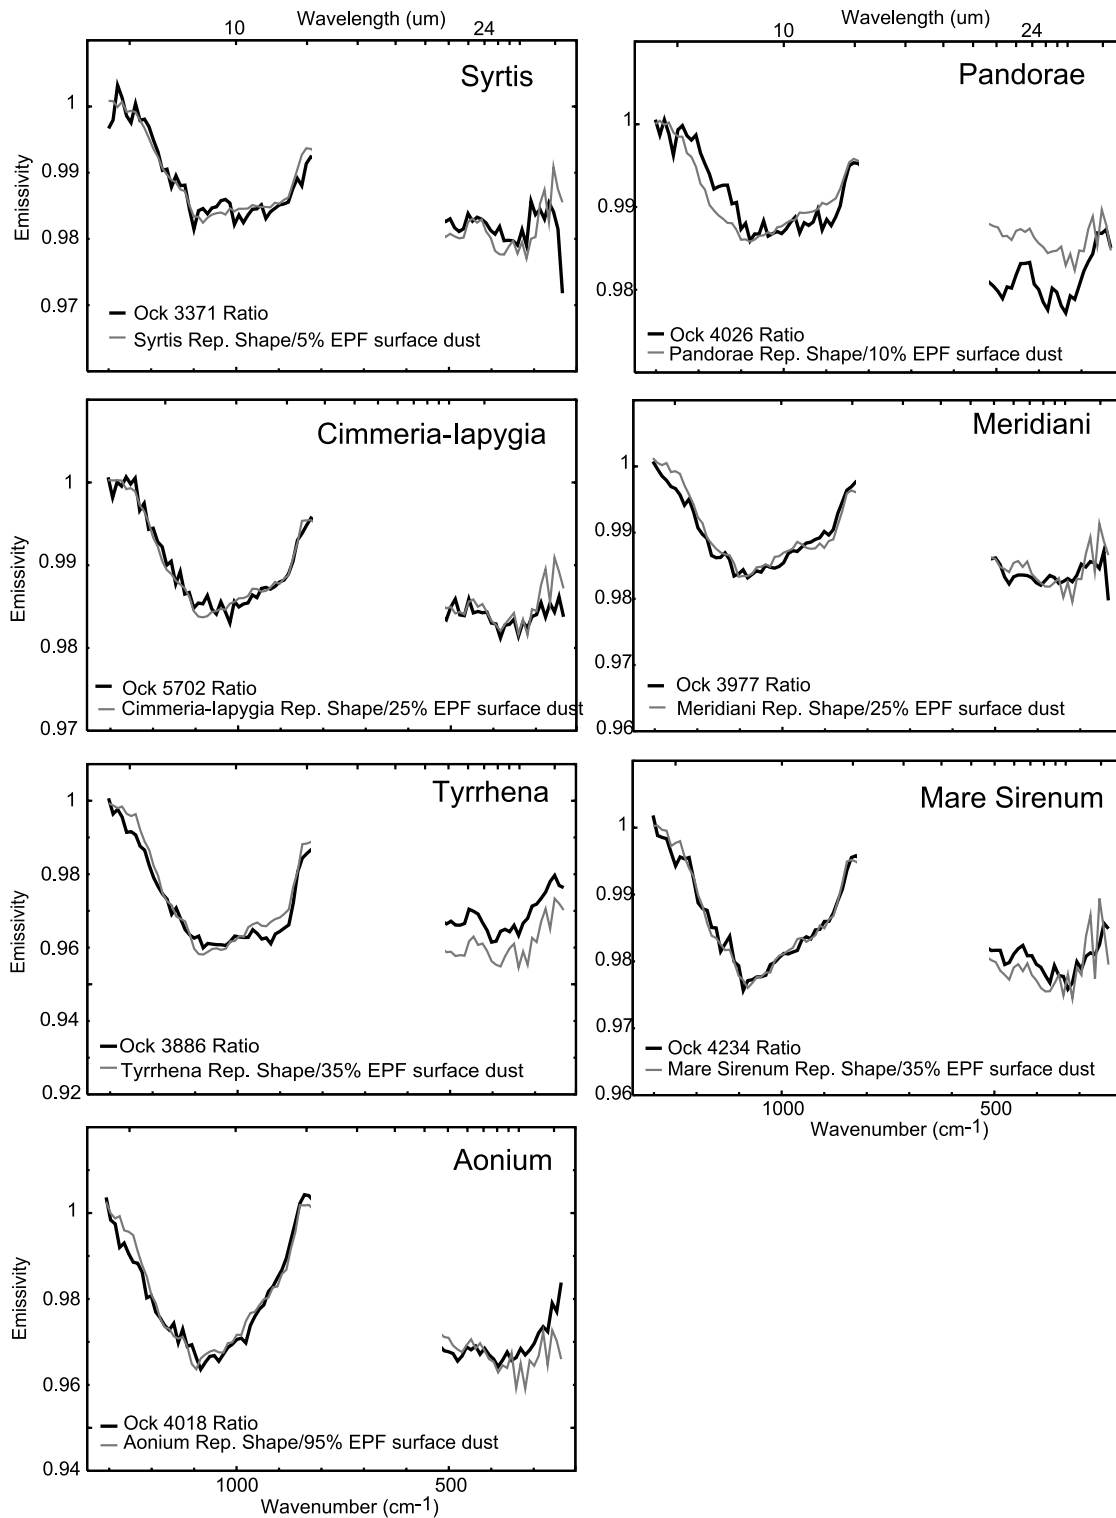 Wavelength (um)
10
24
Syrtis
1
0.99
0.98
0.97
Emissivity
Ock 3371 Ratio
Syrtis Rep. Shape/5% EPF surface dust
Wavelength (um)
10
24
Pandorae
1
0.99
0.98
Ock 4026 Ratio
Pandorae Rep. Shape/10% EPF surface dust
Cimmeria-Iapygia
1
0.99
0.98
0.97
Emissivity
Ock 5702 Ratio
Cimmeria-Iapygia Rep. Shape/25% EPF surface dust
Meridiani
1
0.99
0.98
0.97
0.96
Ock 3977 Ratio
Meridiani Rep. Shape/25% EPF surface dust
Tyrrhena
1
0.98
0.96
0.94
0.92
Emissivity
Ock 3886 Ratio
Tyrrhena Rep. Shape/35% EPF surface dust
Mare Sirenum
1
0.99
0.98
0.97
0.96
Ock 4234 Ratio
Mare Sirenum Rep. Shape/35% EPF surface dust
1000
500
Wavenumber (cm-1)
Aonium
1
0.98
0.96
0.94
Emissivity
Ock 4018 Ratio
Aonium Rep. Shape/95% EPF surface dust
1000
500
Wavenumber (cm-1)